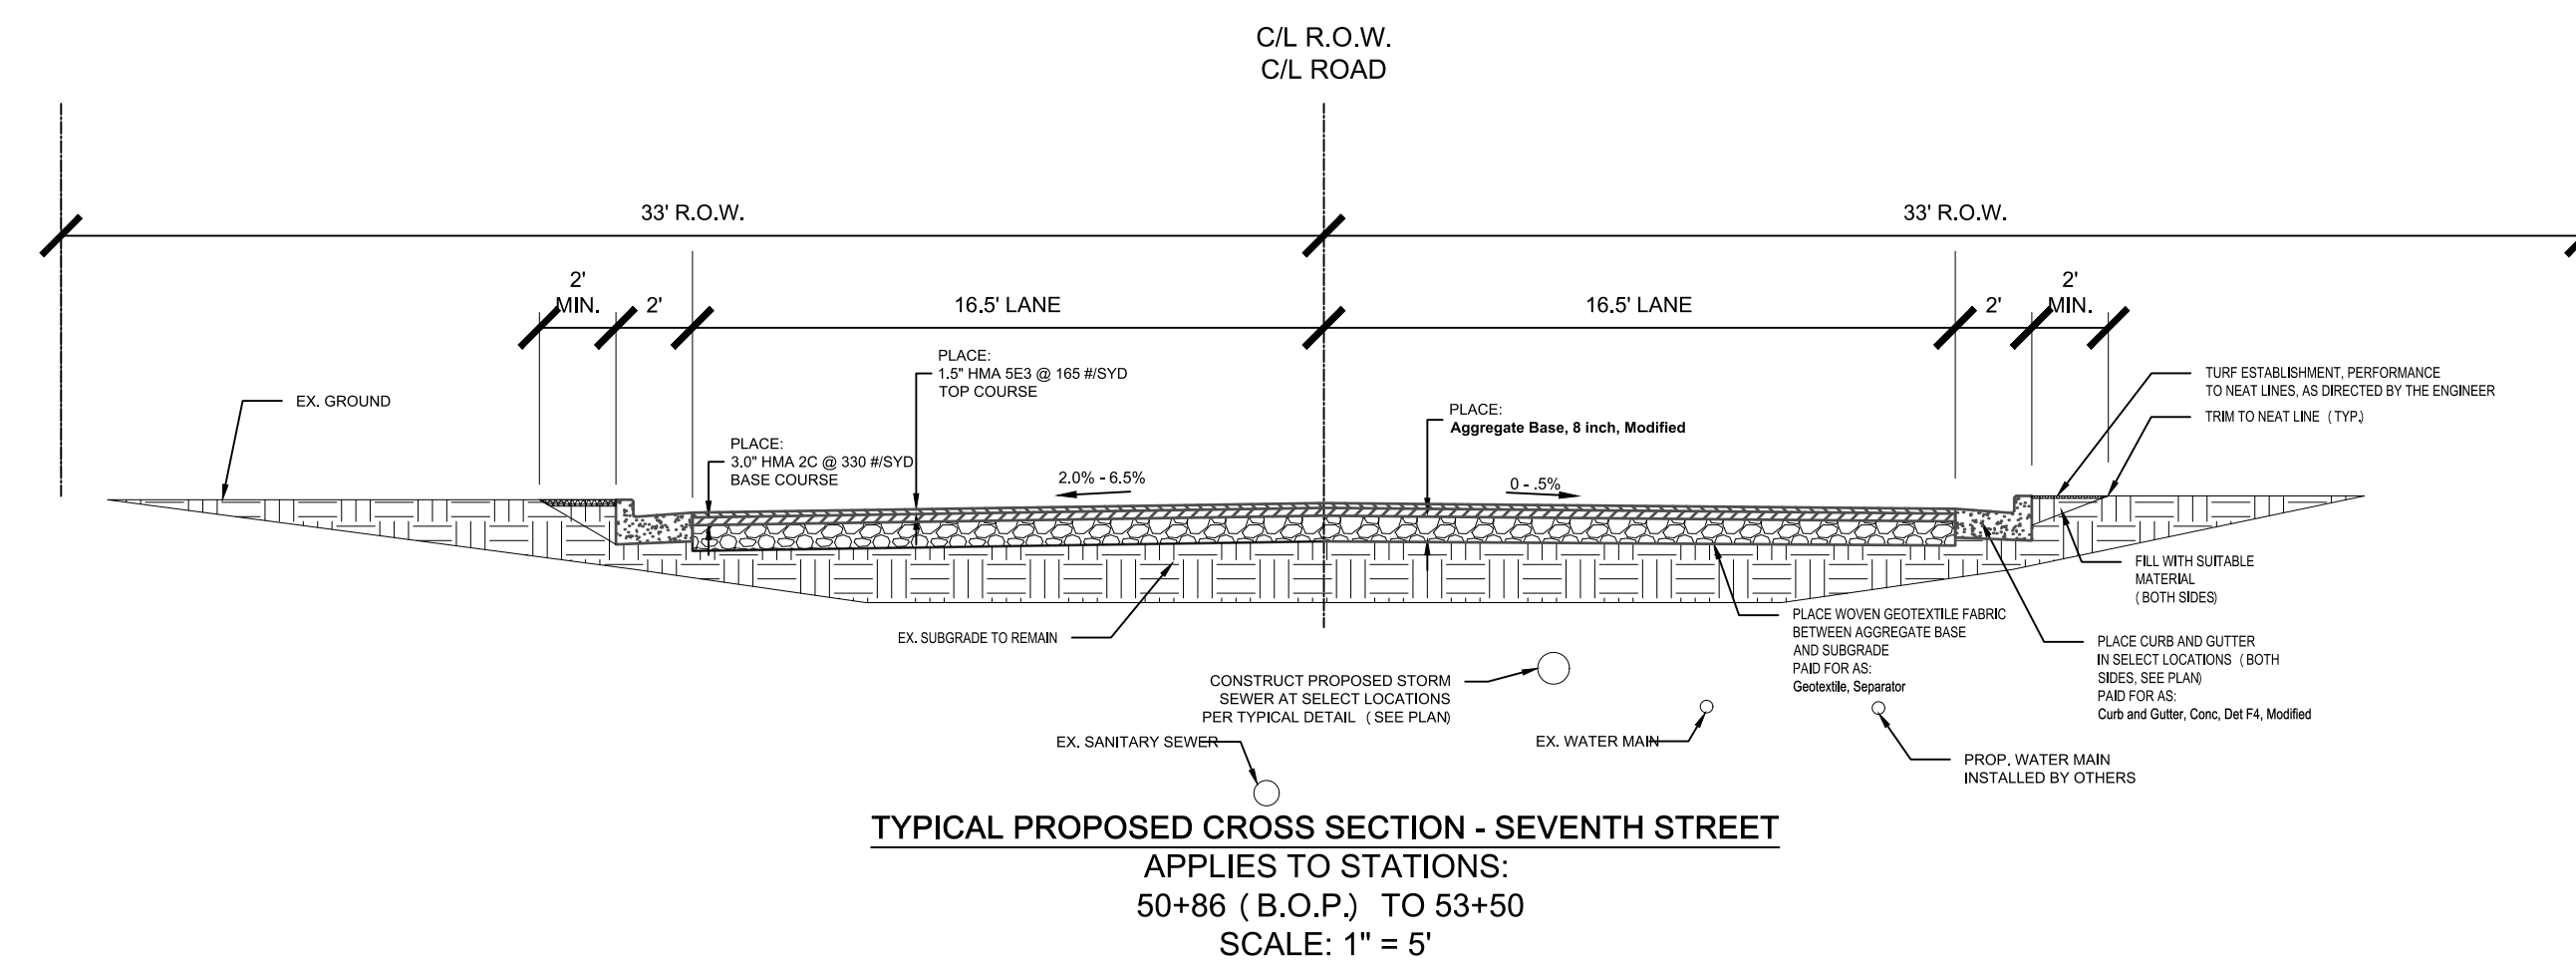 C/L R.O.W.
C/L ROAD
33' R.O.W.
33' R.O.W.
2'
MIN.
2'
16.5' LANE
16.5' LANE
2'
2'
MIN.
EX. GROUND
PLACE:
1.5" HMA 5E3 @ 165 #/SYD
TOP COURSE
PLACE:
3.0" HMA 2C @ 330 #/SYD
BASE COURSE
2.0% - 6.5%
PLACE:
Aggregate Base, 8 inch, Modified
0 - .5%
TURF ESTABLISHMENT, PERFORMANCE
TO NEAT LINES, AS DIRECTED BY THE ENGINEER
TRIM TO NEAT LINE (TYP.)
FILL WITH SUITABLE
MATERIAL
(BOTH SIDES)
EX. SUBGRADE TO REMAIN
PLACE WOVEN GEOTEXTILE FABRIC
BETWEEN AGGREGATE BASE
AND SUBGRADE
PAID FOR AS:
Geotextile, Separator
PLACE CURB AND GUTTER
IN SELECT LOCATIONS (BOTH
SIDES, SEE PLAN)
PAID FOR AS:
Curb and Gutter, Conc, Det F4, Modified
CONSTRUCT PROPOSED STORM
SEWER AT SELECT LOCATIONS
PER TYPICAL DETAIL (SEE PLAN)
EX. SANITARY SEWER
EX. WATER MAIN
PROP. WATER MAIN
INSTALLED BY OTHERS
TYPICAL PROPOSED CROSS SECTION - SEVENTH STREET
APPLIES TO STATIONS:
50+86 (B.O.P.) TO 53+50
SCALE: 1" = 5'